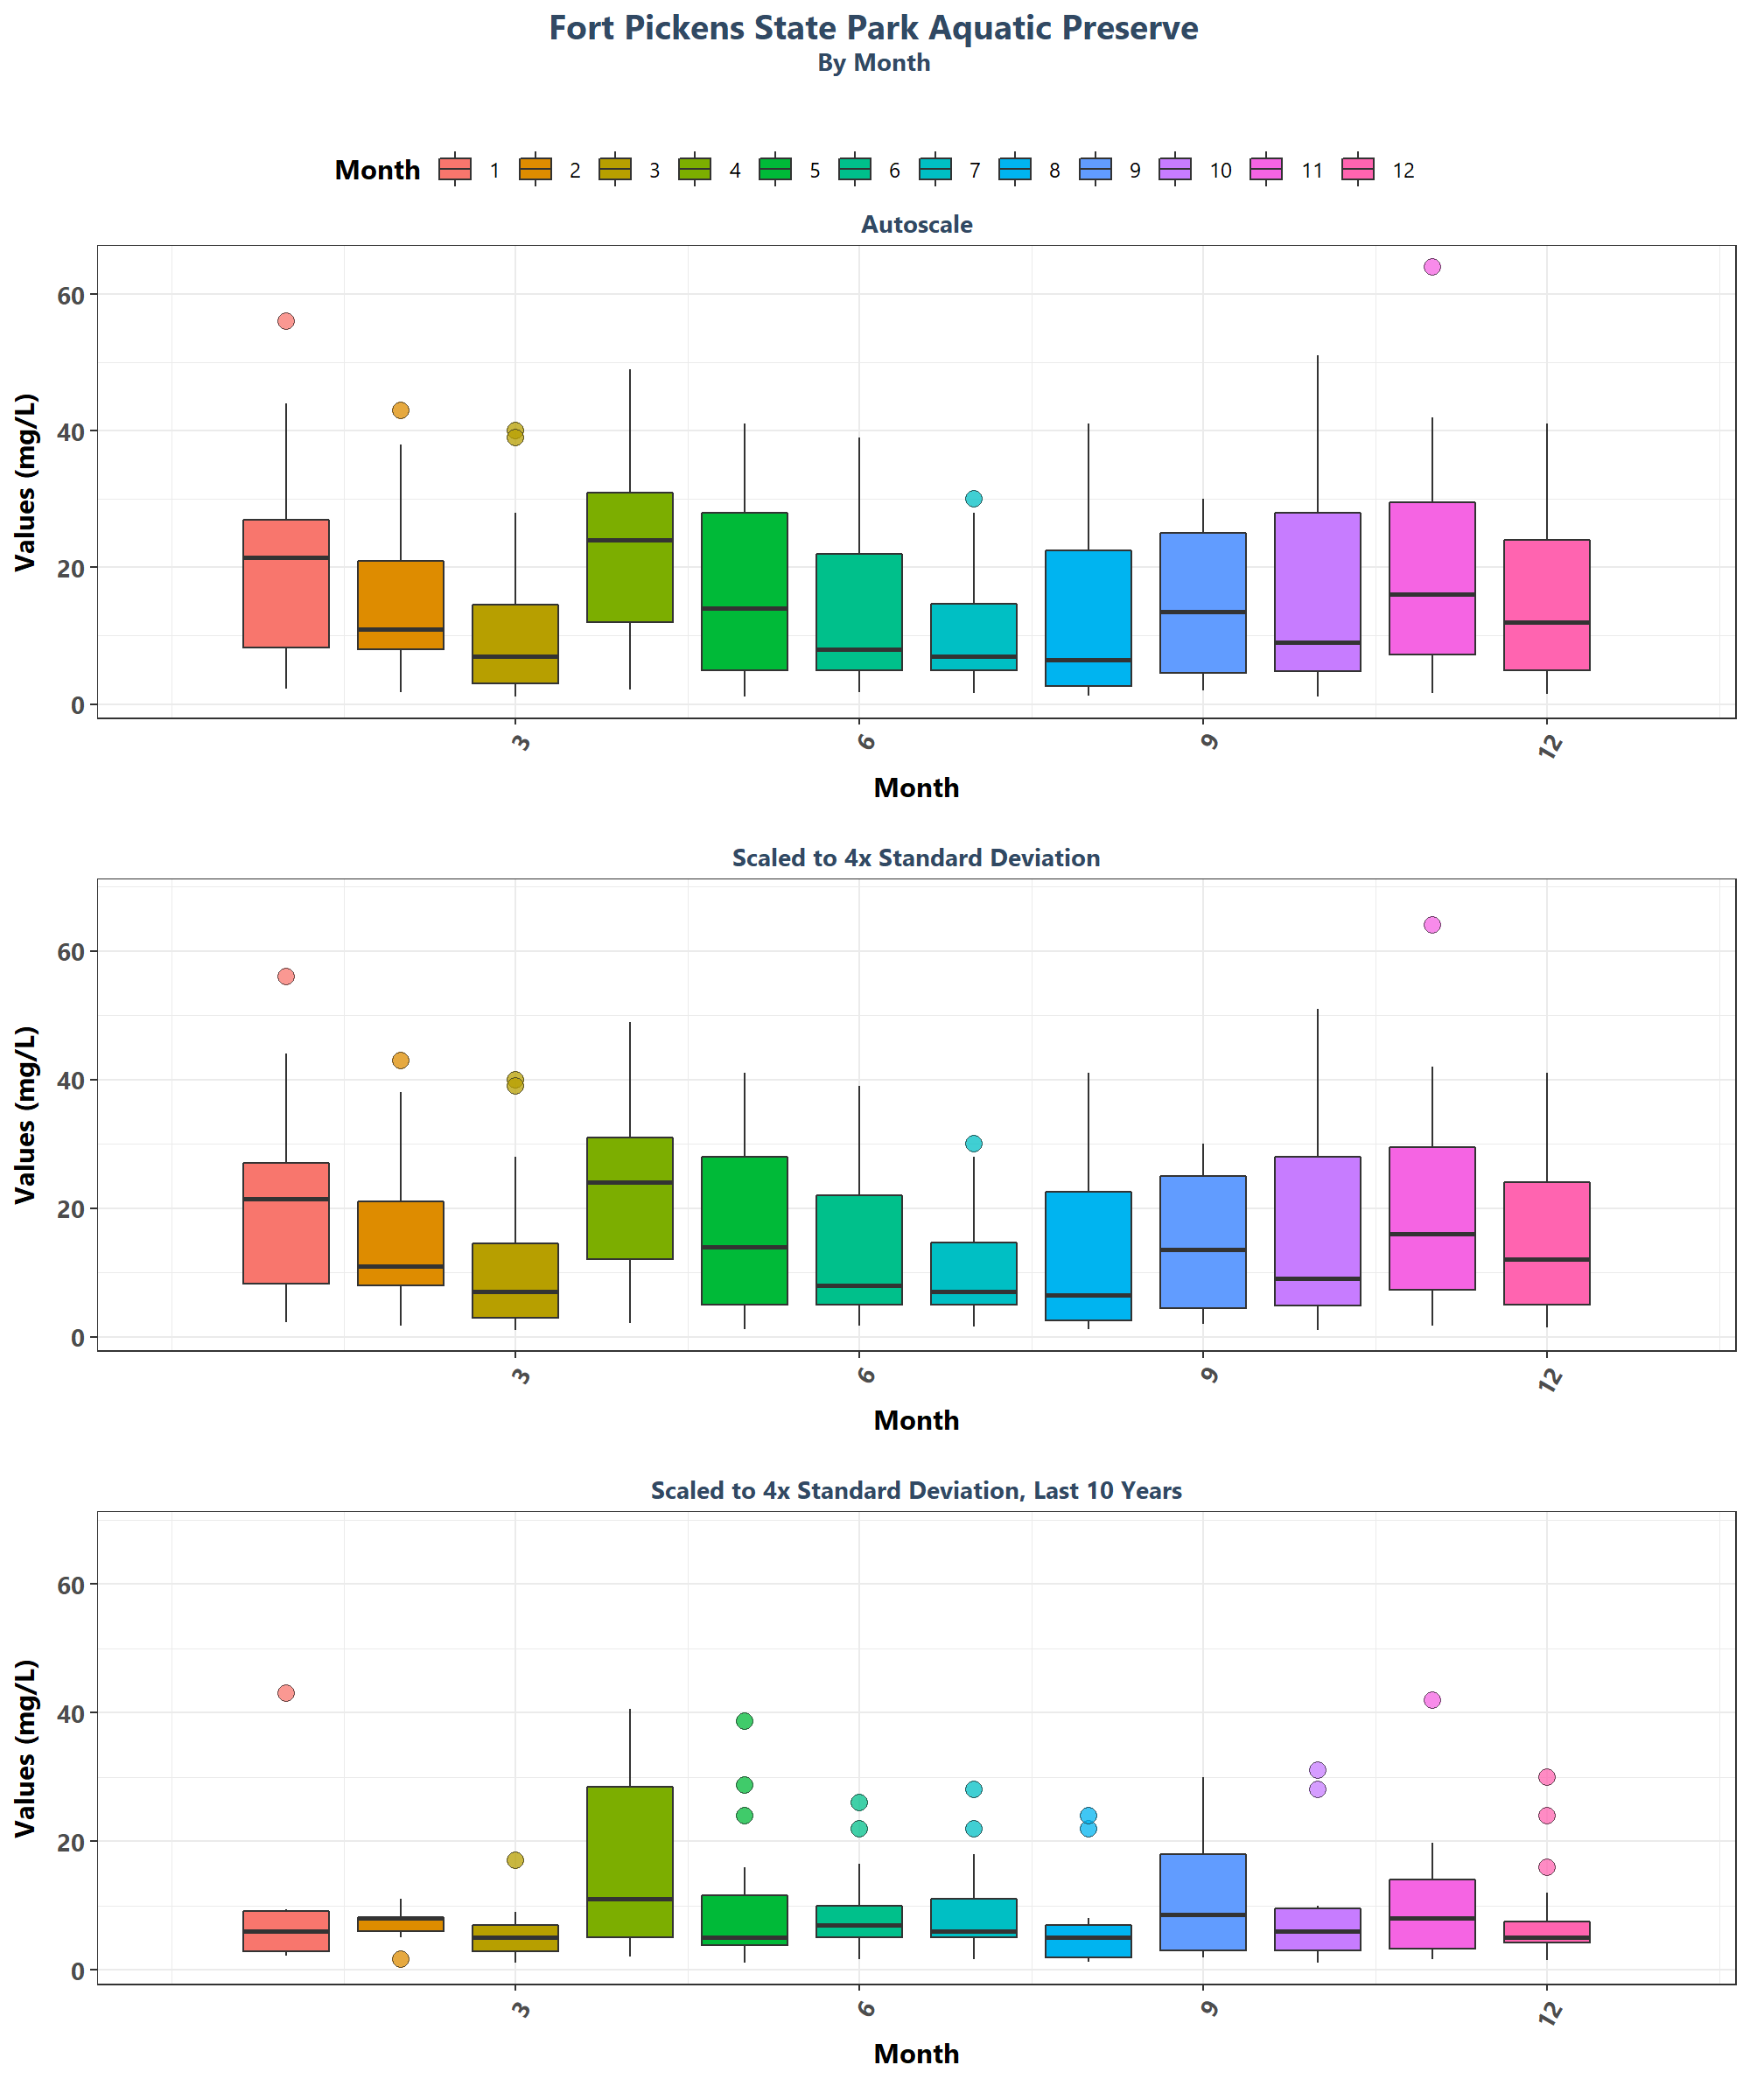 Fort Pickens State Park Aquatic Preserve
By Month
Month 1 2 3 4 5 6 7 8 9 10 11 12
Autoscale
Values (mg/L)
60
40
20
0
3 6 9 12
Month
Scaled to 4x Standard Deviation
Values (mg/L)
60
40
20
0
3 6 9 12
Month
Scaled to 4x Standard Deviation, Last 10 Years
Values (mg/L)
60
40
20
0
3 6 9 12
Month